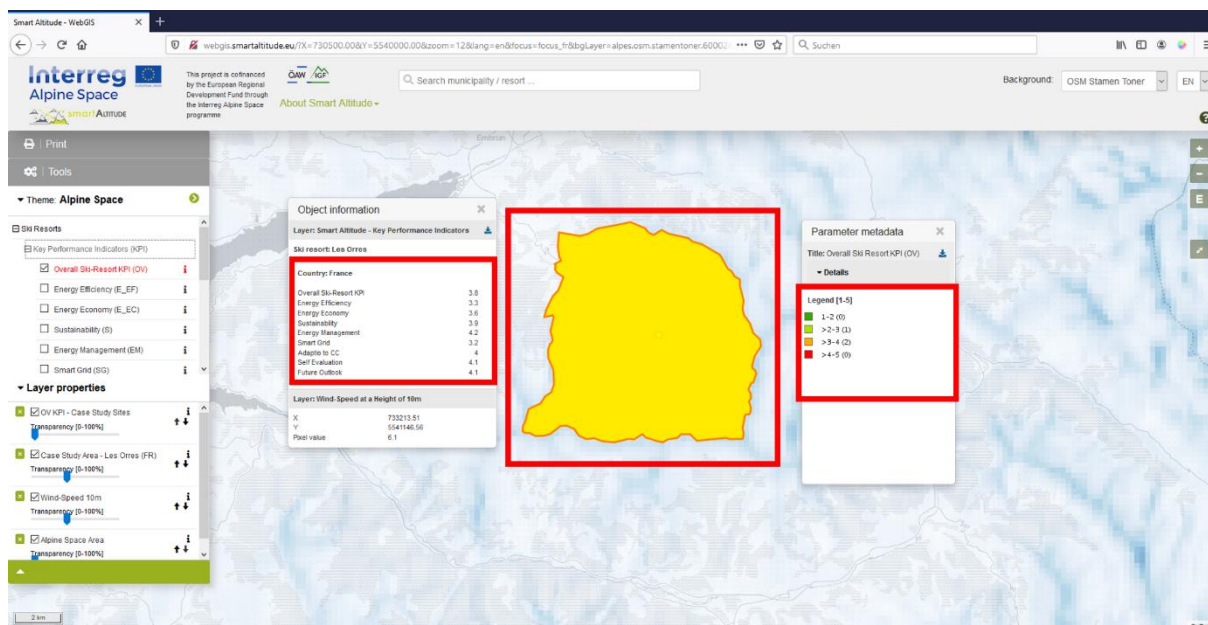 Smart Altitude - WebGIS
webgis.smartaltitude.eu/?X=730500.00&Y=5540000.00&zoom=12&lang=en&focus=focus_fr&bgLayer=alpes.osm.stamentoner.60002
Suchen
Interreg
Alpine Space
smartALTITUDE
EUROPEAN UNION
This project is cofinanced
by the European Regional
Development Fund through
the Interreg Alpine Space
programme
ÖAW IGF
About Smart Altitude
Search municipality / resort ...
Background: OSM Stamen Toner EN
Print
Tools
Theme: Alpine Space
Ski Resorts
Key Performance Indicators (KPI)
Overall Ski-Resort KPI (OV) i
Energy Efficiency (E_EF) i
Energy Economy (E_EC) i
Sustainability (S) i
Energy Management (EM) i
Smart Grid (SG) i
Layer properties
OV KPI - Case Study Sites i
Transparency [0-100%]
Case Study Area - Les Orres (FR) i
Transparency [0-100%]
Wind-Speed 10m i
Transparency [0-100%]
Alpine Space Area i
Transparency [0-100%]
2 km
Embrun
Object information
Layer: Smart Altitude - Key Performance Indicators
Ski resort: Les Orres
Country: France
Overall Ski-Resort KPI 3.8
Energy Efficiency 3.3
Energy Economy 3.6
Sustainability 3.9
Energy Management 4.2
Smart Grid 3.2
Adaptio to CC 4
Self Evaluation 4.1
Future Outlook 4.1
Layer: Wind-Speed at a Height of 10m
X 733213.51
Y 5541146.56
Pixel value 6.1
Parameter metadata
Title: Overall Ski Resort KPI (OV)
Details
Legend [1-5]
1-2 (0)
>2-3 (1)
>3-4 (2)
>4-5 (0)
E